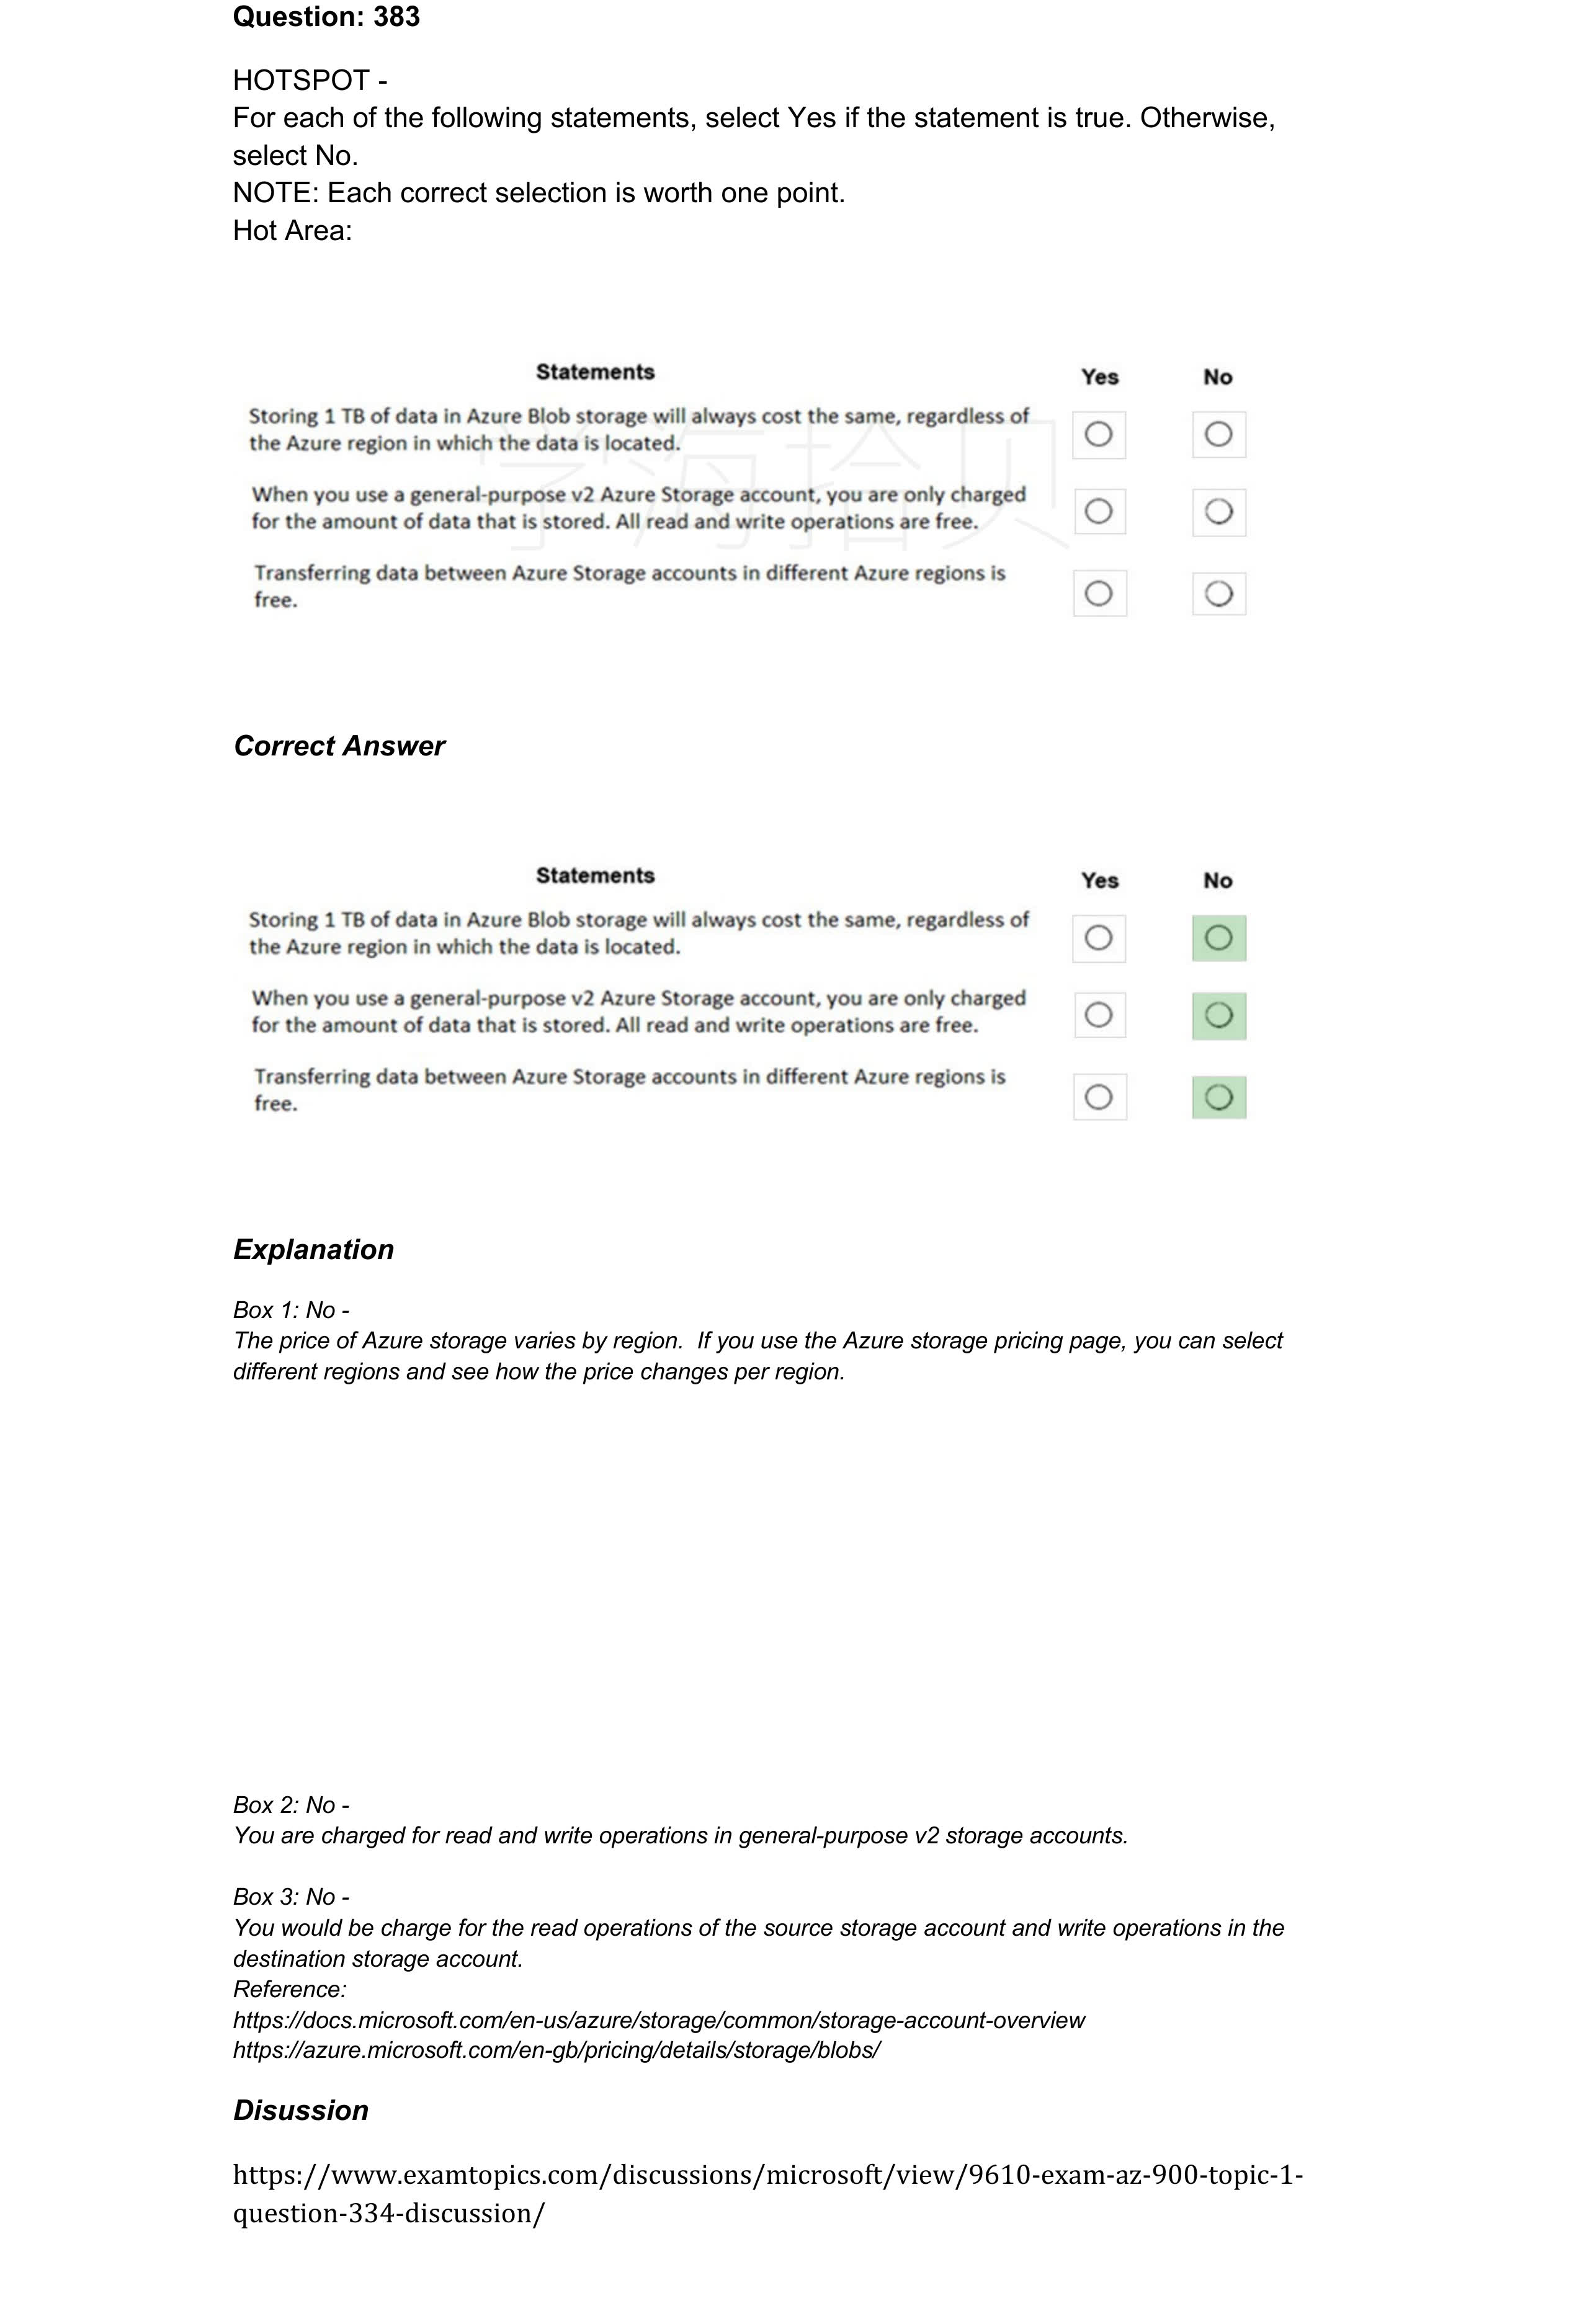 Question: 383
HOTSPOT -
For each of the following statements, select Yes if the statement is true. Otherwise,
select No.
NOTE: Each correct selection is worth one point.
Hot Area:
Statements Yes No
Storing 1 TB of data in Azure Blob storage will always cost the same, regardless of
the Azure region in which the data is located.
学海拾贝
When you use a general-purpose v2 Azure Storage account, you are only charged
for the amount of data that is stored. All read and write operations are free.
Transferring data between Azure Storage accounts in different Azure regions is
free.
Correct Answer
Statements Yes No
Storing 1 TB of data in Azure Blob storage will always cost the same, regardless of
the Azure region in which the data is located.
When you use a general-purpose v2 Azure Storage account, you are only charged
for the amount of data that is stored. All read and write operations are free.
Transferring data between Azure Storage accounts in different Azure regions is
free.
Explanation
Box 1: No -
The price of Azure storage varies by region. If you use the Azure storage pricing page, you can select
different regions and see how the price changes per region.
Box 2: No -
You are charged for read and write operations in general-purpose v2 storage accounts.
Box 3: No -
You would be charge for the read operations of the source storage account and write operations in the
destination storage account.
Reference:
https://docs.microsoft.com/en-us/azure/storage/common/storage-account-overview
https://azure.microsoft.com/en-gb/pricing/details/storage/blobs/
Disussion
https://www.examtopics.com/discussions/microsoft/view/9610-exam-az-900-topic-1-
question-334-discussion/